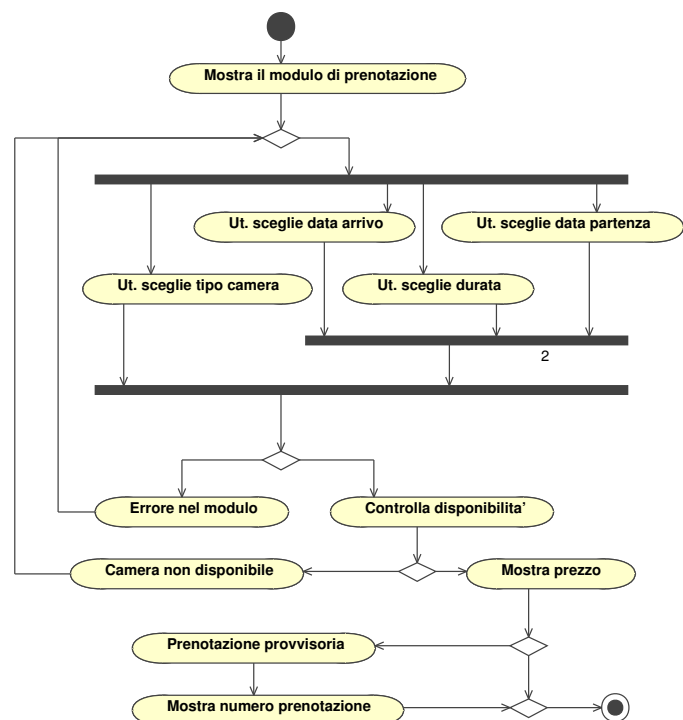 Mostra il modulo di prenotazione
Ut. sceglie data arrivo
Ut. sceglie data partenza
Ut. sceglie tipo camera
Ut. sceglie durata
2
Errore nel modulo
Controlla disponibilita'
Camera non disponibile
Mostra prezzo
Prenotazione provvisoria
Mostra numero prenotazione